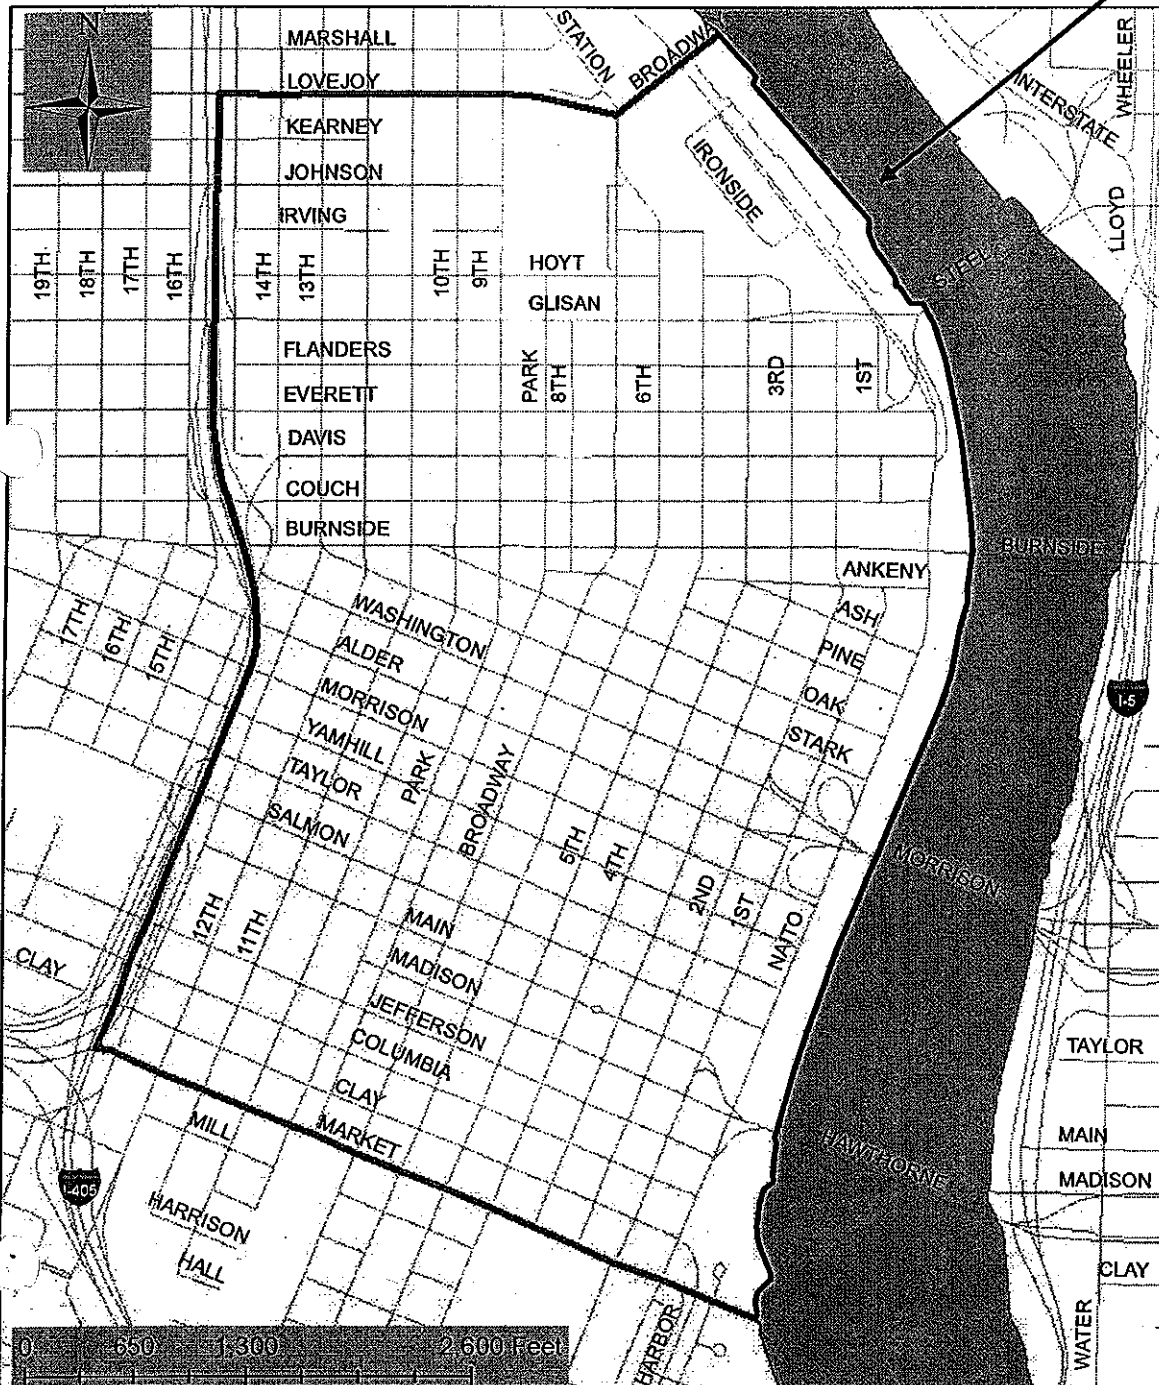 N
MARSHALL
LOVEJOY
KEARNEY
JOHNSON
IRVING
STATION
BROADWA
IRONSIDE
INTERSTATE
WHEELER
LLOYD
STEEL
19TH
18TH
17TH
16TH
14TH
13TH
10TH
9TH
HOYT
GLISAN
FLANDERS
EVERETT
DAVIS
COUCH
BURNSIDE
PARK
8TH
6TH
3RD
1ST
BURNSIDE
ANKENY
ASH
PINE
OAK
STARK
17TH
16TH
15TH
WASHINGTON
ALDER
MORRISON
YAMHILL
TAYLOR
SALMON
PARK
BROADWAY
5TH
4TH
2ND
1ST
NAITO
MORRISON
I-5
12TH
11TH
MAIN
MADISON
JEFFERSON
COLUMBIA
CLAY
MARKET
CLAY
MILL
HARRISON
HALL
I-405
HAWTHORNE
TAYLOR
MAIN
MADISON
CLAY
WATER
HARBOR
0 650 1,300 2,600 Feet